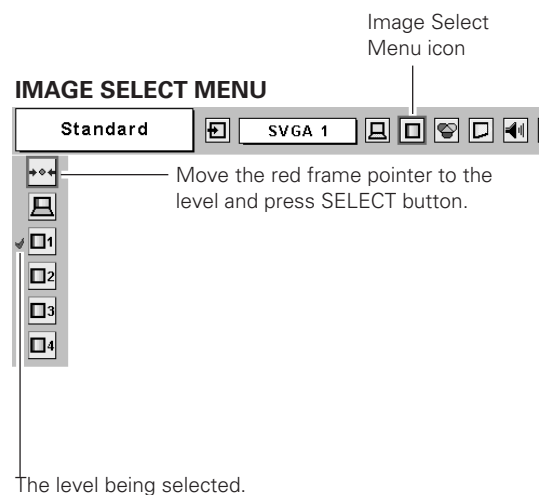 Image Select
Menu icon
IMAGE SELECT MENU
Standard
SVGA 1
Move the red frame pointer to the
level and press SELECT button.
1
2
3
4
The level being selected.